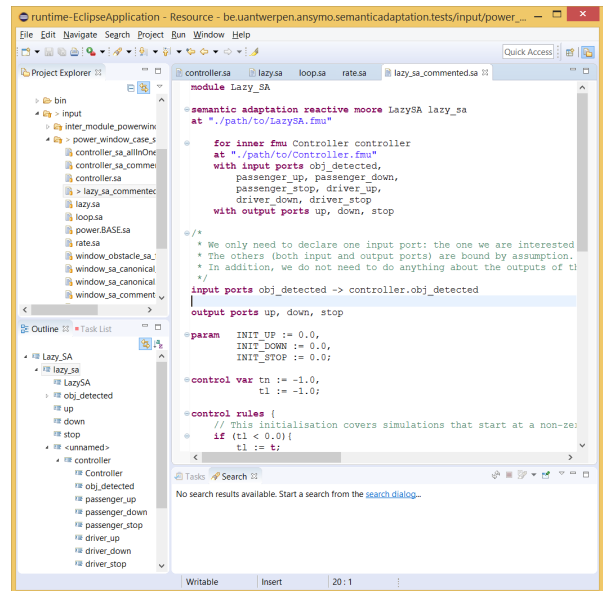 runtime-EclipseApplication - Resource - be.uantwerpen.ansymo.semanticadaptation.tests/input/power_...
File Edit Navigate Search Project Run Window Help
Quick Access
Project Explorer
bin
input
inter_module_powerwind
power_window_case_s
controller_sa_allInOne
controller_sa_commer
controller.sa
> lazy_sa_commented
lazy.sa
loop.sa
power.BASE.sa
rate.sa
window_obstacle_sa_
window_sa_canonical
window_sa_canonical
window_sa_comment
Outline
Task List
Lazy_SA
lazy_sa
LazySA
obj_detected
up
down
stop
<unnamed>
controller
Controller
obj_detected
passenger_up
passenger_down
passenger_stop
driver_up
driver_down
driver_stop
controller.sa lazy.sa loop.sa rate.sa lazy_sa_commented.sa
module Lazy_SA
semantic adaptation reactive moore LazySA lazy_sa
at "./path/to/LazySA.fmu"
for inner fmu Controller controller
at "./path/to/Controller.fmu"
with input ports obj_detected,
passenger_up, passenger_down,
passenger_stop, driver_up,
driver_down, driver_stop
with output ports up, down, stop
/*
* We only need to declare one input port: the one we are interested
* The others (both input and output ports) are bound by assumption.
* In addition, we do not need to do anything about the outputs of th
*/
input ports obj_detected -> controller.obj_detected
output ports up, down, stop
param INIT_UP := 0.0,
INIT_DOWN := 0.0,
INIT_STOP := 0.0;
control var tn := -1.0,
tl := -1.0;
control rules {
// This initialisation covers simulations that start at a non-zer
if (tl < 0.0){
tl := t;
Tasks Search
No search results available. Start a search from the search dialog...
Writable Insert 20 : 1